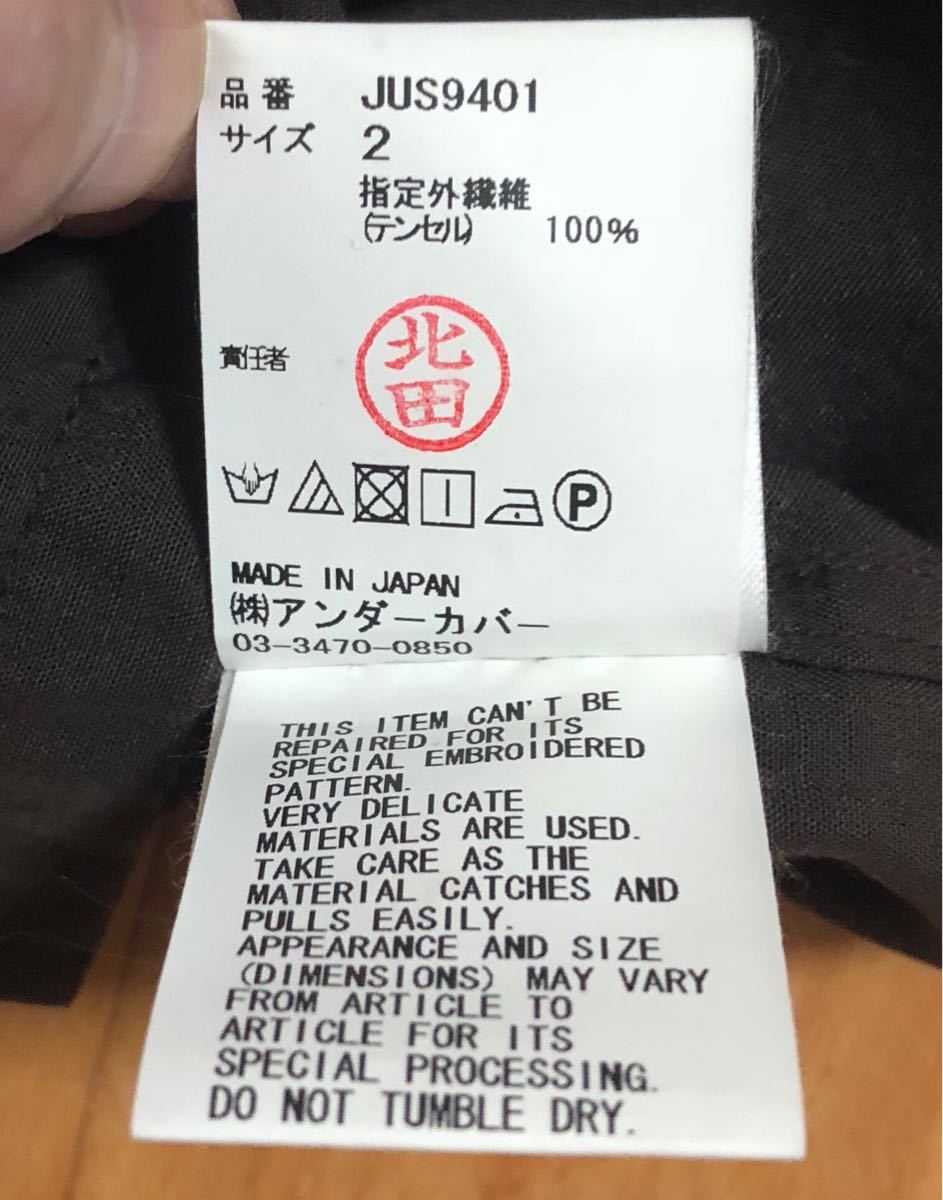 品番 JUS9401
サイズ 2
指定外繊維
(テンセル) 100%
責任者
北田
P
MADE IN JAPAN
(株)アンダーカバー
03-3470-0850
THIS ITEM CAN'T BE
REPAIRED FOR ITS
SPECIAL EMBROIDERED
PATTERN.
VERY DELICATE
MATERIALS ARE USED.
TAKE CARE AS THE
MATERIAL CATCHES AND
PULLS EASILY.
APPEARANCE AND SIZE
(DIMENSIONS) MAY VARY
FROM ARTICLE TO
ARTICLE FOR ITS
SPECIAL PROCESSING.
DO NOT TUMBLE DRY.